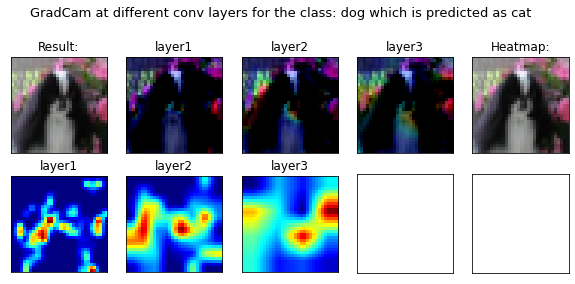 GradCam at different conv layers for the class: dog which is predicted as cat
Result:
layer1
layer2
layer3
Heatmap:
layer1
layer2
layer3